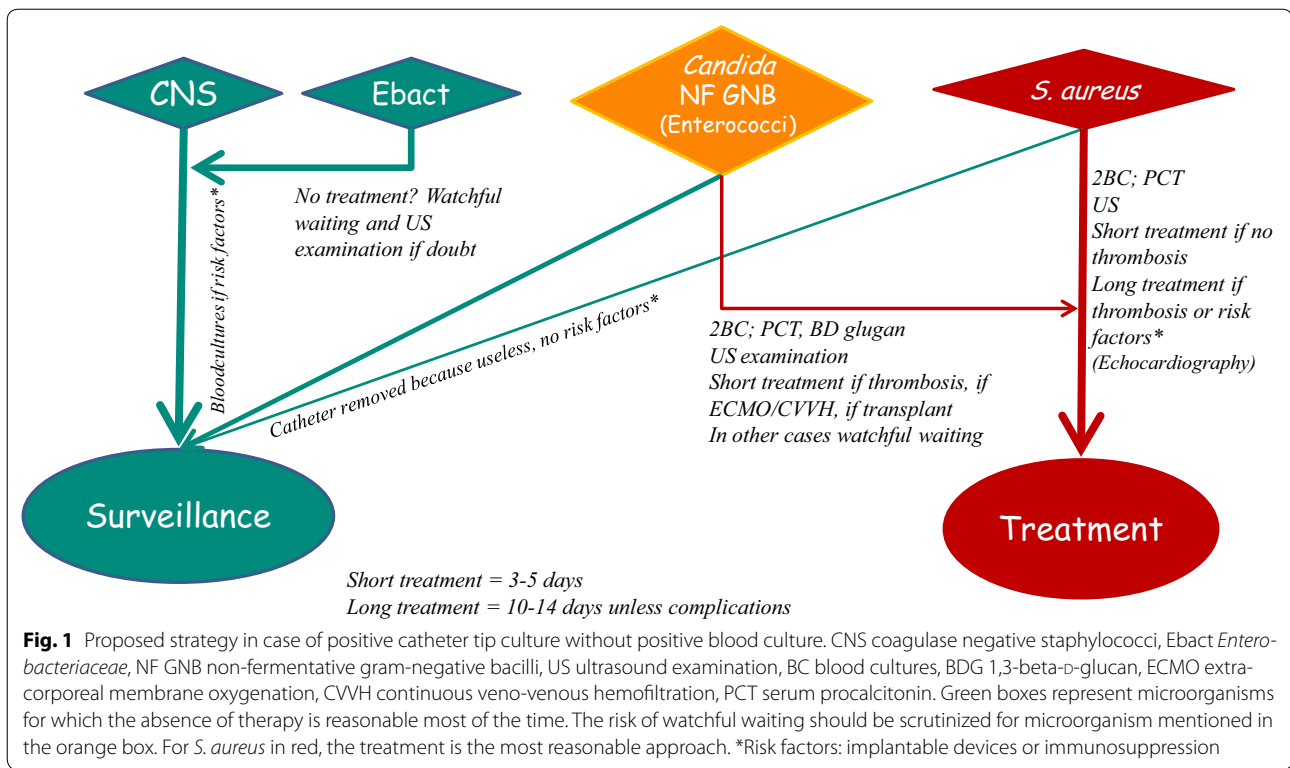 CNS
Ebact
Candida
NF GNB
(Enterococci)
S. aureus
Bloodcultures if risk factors*
No treatment? Watchful
waiting and US
examination if doubt
Catheter removed because useless, no risk factors*
2BC; PCT, BD glugan
US examination
Short treatment if thrombosis, if
ECMO/CVVH, if transplant
In other cases watchful waiting
2BC; PCT
US
Short treatment if no
thrombosis
Long treatment if
thrombosis or risk
factors*
(Echocardiography)
Surveillance
Treatment
Short treatment = 3-5 days
Long treatment = 10-14 days unless complications
Fig. 1 Proposed strategy in case of positive catheter tip culture without positive blood culture. CNS coagulase negative staphylococci, Ebact Entero-
bacteriaceae, NF GNB non-fermentative gram-negative bacilli, US ultrasound examination, BC blood cultures, BDG 1,3-beta-D-glucan, ECMO extra-
corporeal membrane oxygenation, CVVH continuous veno-venous hemofiltration, PCT serum procalcitonin. Green boxes represent microorganisms
for which the absence of therapy is reasonable most of the time. The risk of watchful waiting should be scrutinized for microorganism mentioned in
the orange box. For S. aureus in red, the treatment is the most reasonable approach. *Risk factors: implantable devices or immunosuppression